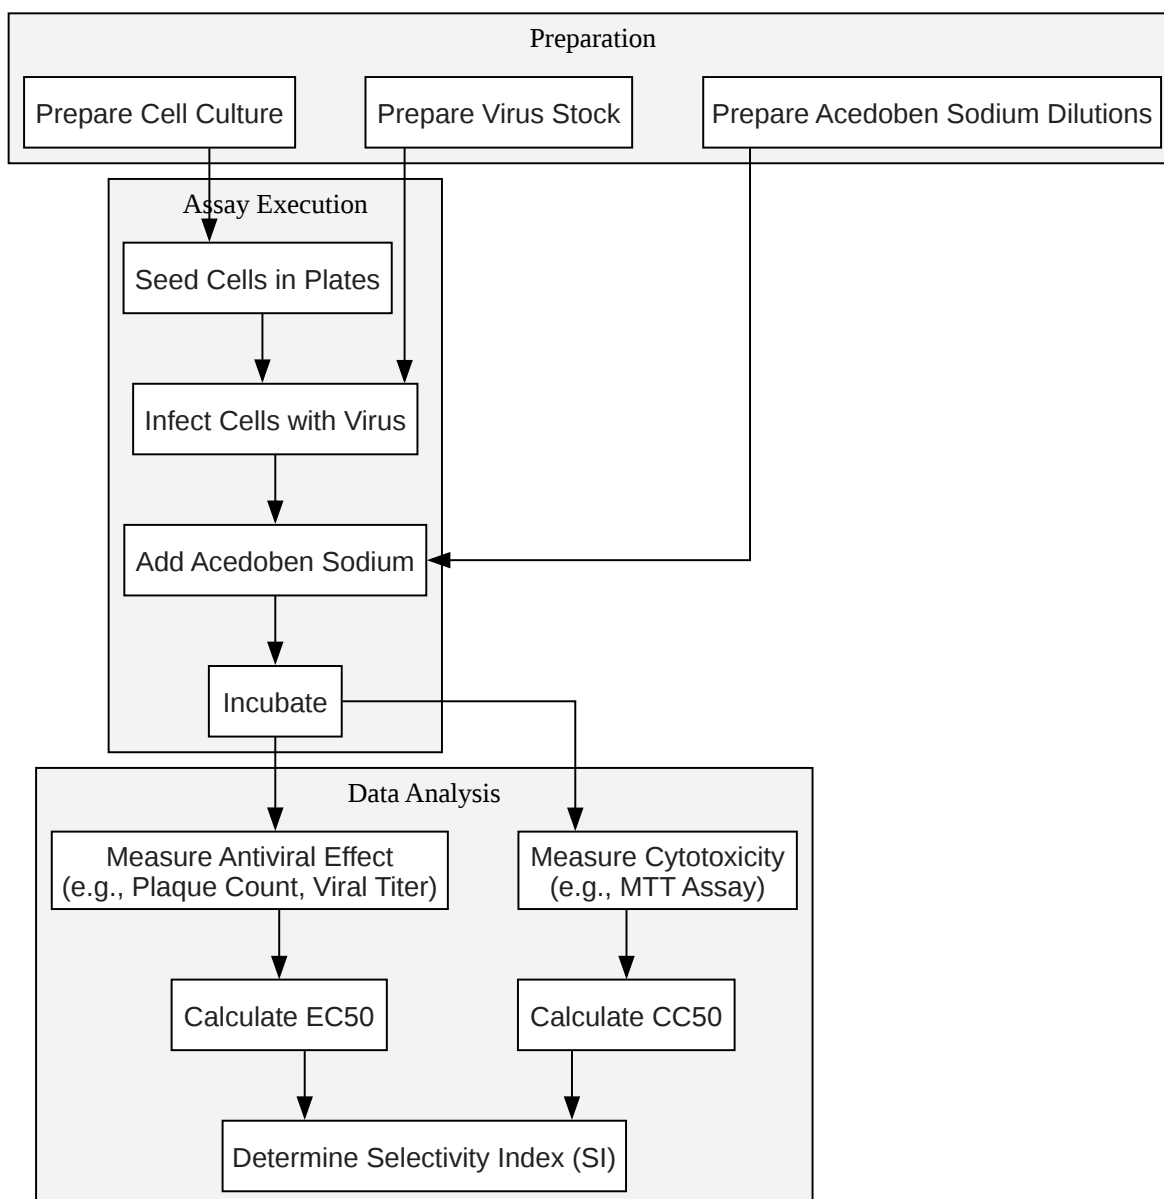 Preparation
Prepare Cell Culture
Prepare Virus Stock
Prepare Acedoben Sodium Dilutions
Assay Execution
Seed Cells in Plates
Infect Cells with Virus
Add Acedoben Sodium
Incubate
Data Analysis
Measure Antiviral Effect
(e.g., Plaque Count, Viral Titer)
Measure Cytotoxicity
(e.g., MTT Assay)
Calculate EC50
Calculate CC50
Determine Selectivity Index (SI)